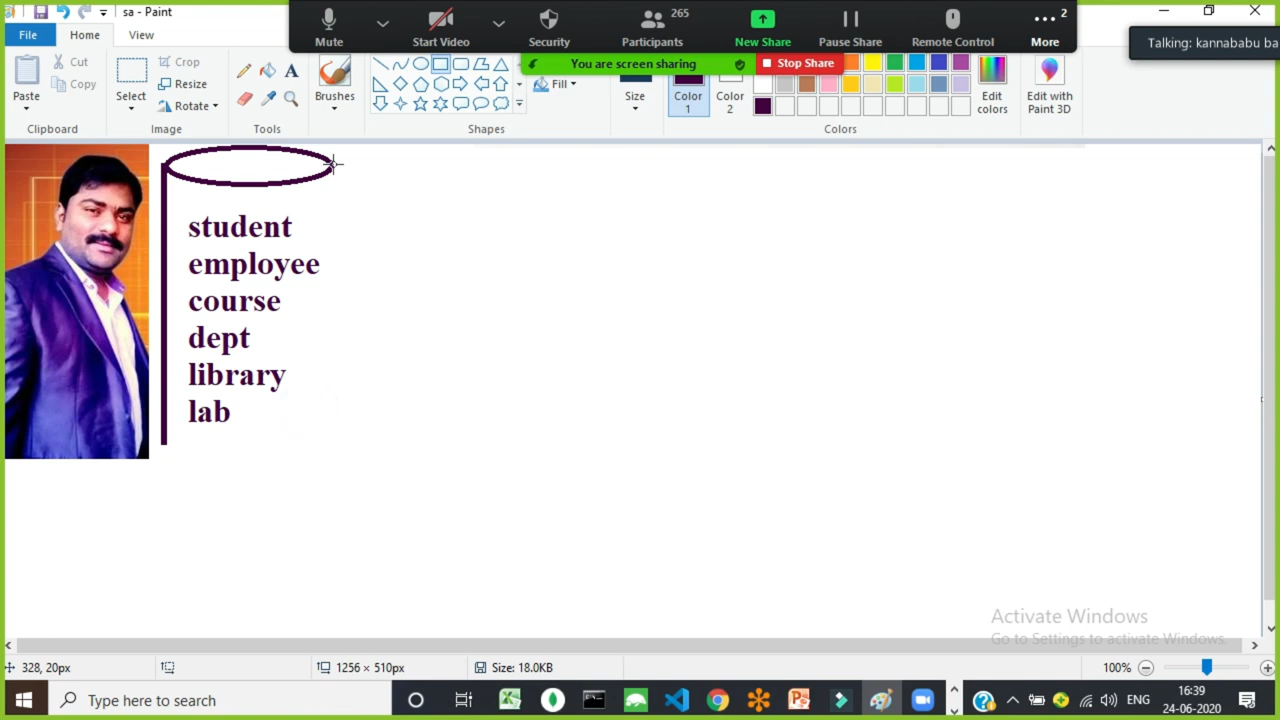 sa - Paint
Mute
Start Video
Security
Participants
265
New Share
Pause Share
Remote Control
More
2
Talking: kannababu ba
You are screen sharing
Stop Share
File
Home
View
Paste
Cut
Copy
Clipboard
Select
Crop
Resize
Rotate
Image
A
Tools
Brushes
Shapes
Fill
Size
Color
1
Color
2
Colors
Edit
colors
Edit with
Paint 3D
student
employee
course
dept
library
lab
Activate Windows
Go to Settings to activate Windows.
328, 20px
1256 × 510px
Size: 18.0KB
100%
Type here to search
ENG
16:39
24-06-2020